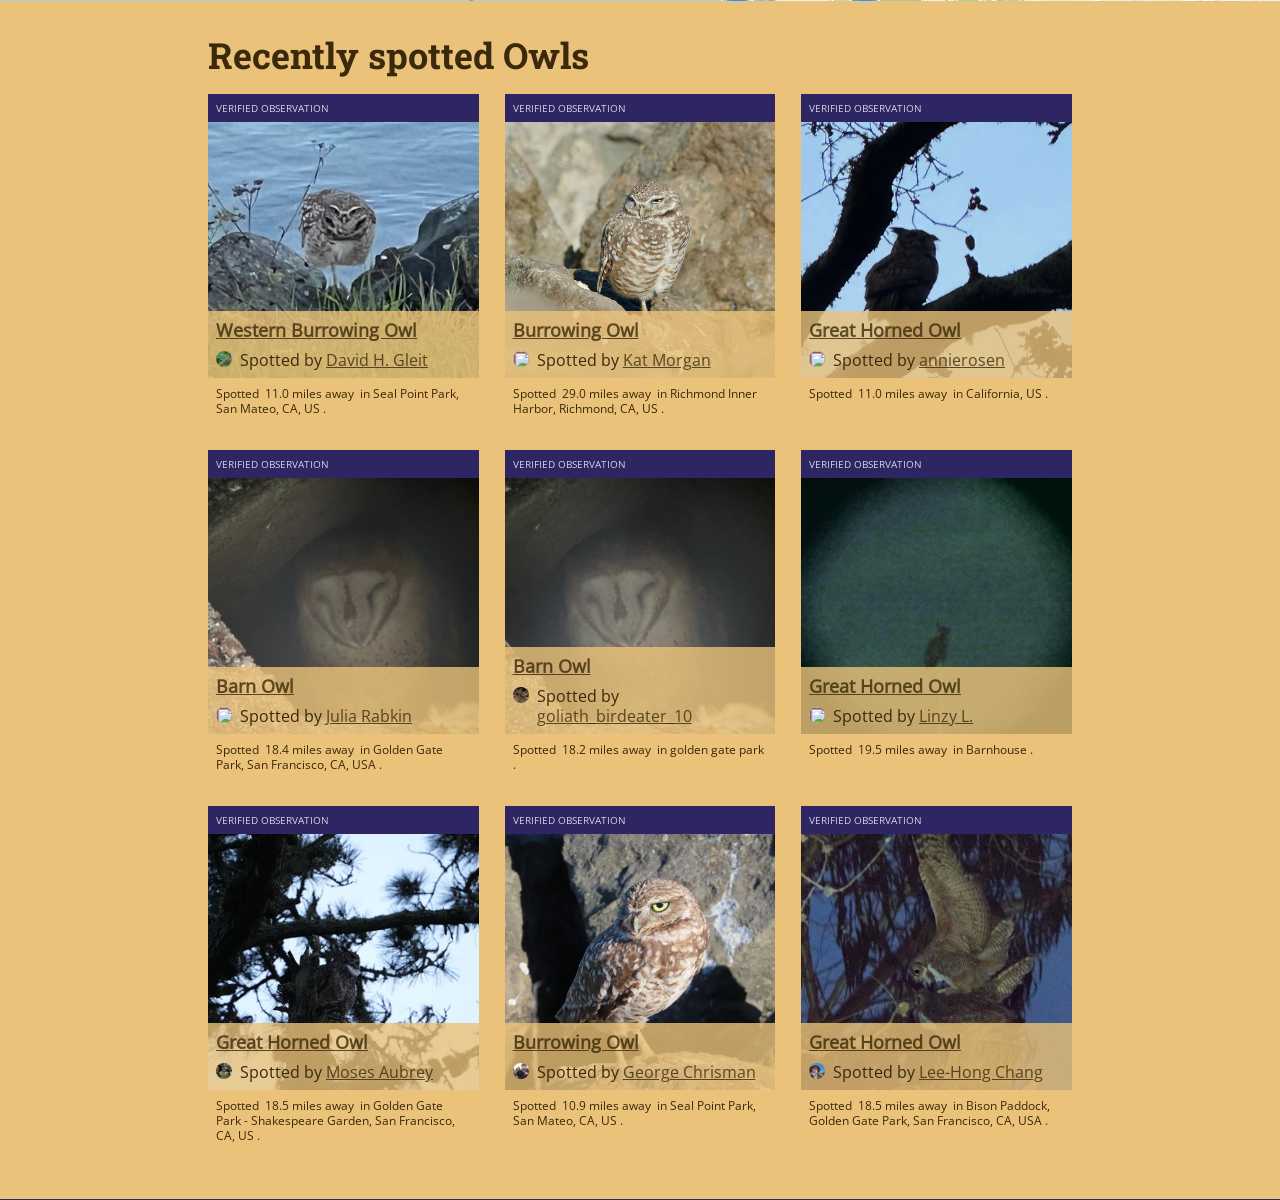 Recently spotted Owls
VERIFIED OBSERVATION
Western Burrowing Owl
Spotted by David H. Gleit
Spotted 11.0 miles away in Seal Point Park,
San Mateo, CA, US .
VERIFIED OBSERVATION
Burrowing Owl
Spotted by Kat Morgan
Spotted 29.0 miles away in Richmond Inner
Harbor, Richmond, CA, US .
VERIFIED OBSERVATION
Great Horned Owl
Spotted by annierosen
Spotted 11.0 miles away in California, US .
VERIFIED OBSERVATION
Barn Owl
Spotted by Julia Rabkin
Spotted 18.4 miles away in Golden Gate
Park, San Francisco, CA, USA .
VERIFIED OBSERVATION
Barn Owl
Spotted by
goliath_birdeater_10
Spotted 18.2 miles away in golden gate park
.
VERIFIED OBSERVATION
Great Horned Owl
Spotted by Linzy L.
Spotted 19.5 miles away in Barnhouse .
VERIFIED OBSERVATION
Great Horned Owl
Spotted by Moses Aubrey
Spotted 18.5 miles away in Golden Gate
Park - Shakespeare Garden, San Francisco,
CA, US .
VERIFIED OBSERVATION
Burrowing Owl
Spotted by George Chrisman
Spotted 10.9 miles away in Seal Point Park,
San Mateo, CA, US .
VERIFIED OBSERVATION
Great Horned Owl
Spotted by Lee-Hong Chang
Spotted 18.5 miles away in Bison Paddock,
Golden Gate Park, San Francisco, CA, USA .